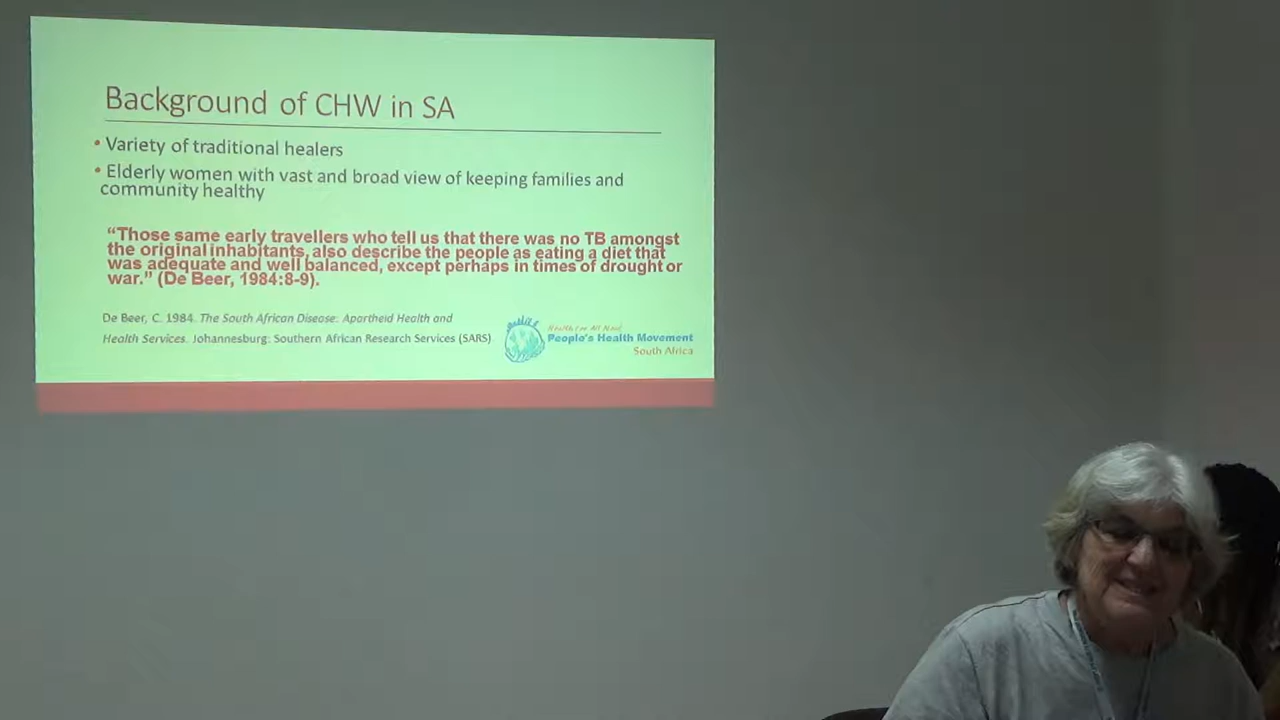 Background of CHW in SA
• Variety of traditional healers
• Elderly women with vast and broad view of keeping families and
community healthy
“Those same early travellers who tell us that there was no TB amongst
the original inhabitants, also describe the people as eating a diet that
was adequate and well balanced, except perhaps in times of drought or
war.” (De Beer, 1984:8-9).
De Beer, C. 1984. The South African Disease: Apartheid Health and
Health Services. Johannesburg: Southern African Research Services (SARS)
Health For All Now!
People's Health Movement
South Africa